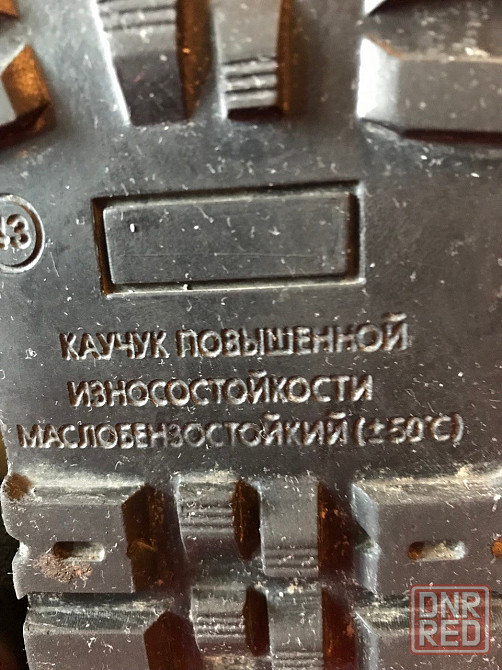 43
КАУЧУК ПОВЫШЕННОЙ
ИЗНОСОСТОЙКОСТИ
МАСЛОБЕНЗОСТОЙКИЙ (±50°C)
DNR
RED